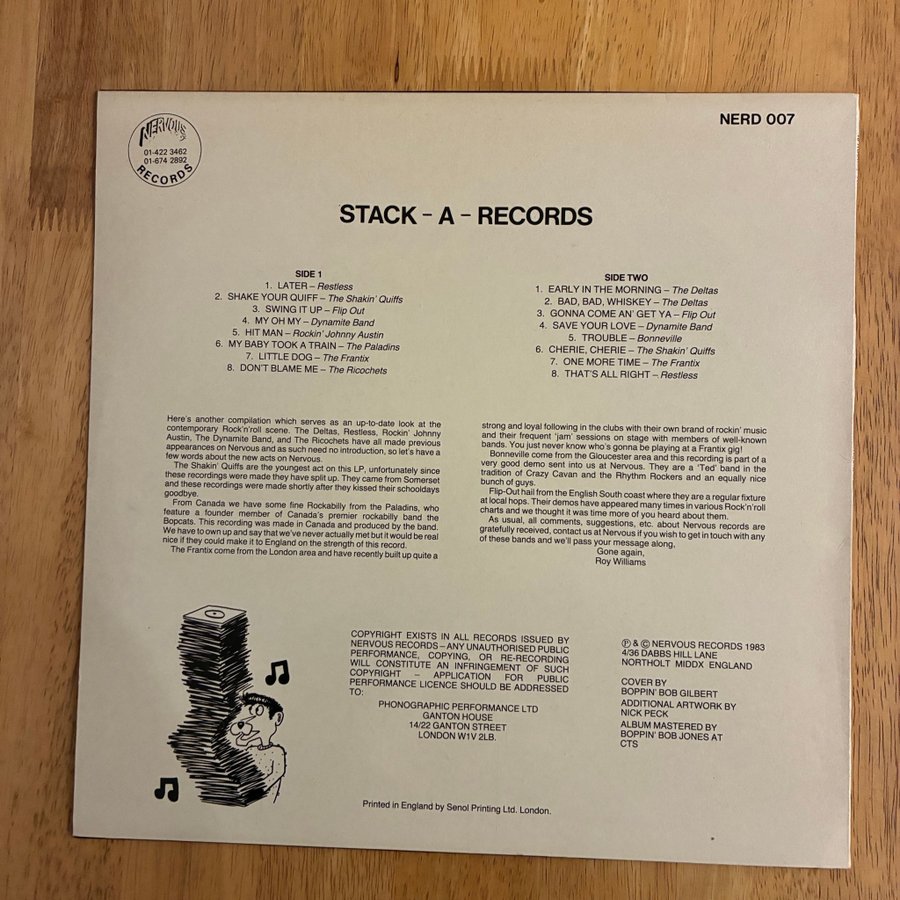 NERVOUS
01-422 3462
01-674 2892
RECORDS
NERD 007
STACK – A – RECORDS
SIDE 1
1. LATER – Restless
2. SHAKE YOUR QUIFF – The Shakin' Quiffs
3. SWING IT UP – Flip Out
4. MY OH MY – Dynamite Band
5. HIT MAN – Rockin' Johnny Austin
6. MY BABY TOOK A TRAIN – The Paladins
7. LITTLE DOG – The Frantix
8. DON'T BLAME ME – The Ricochets
SIDE TWO
1. EARLY IN THE MORNING – The Deltas
2. BAD, BAD, WHISKEY – The Deltas
3. GONNA COME AN' GET YA – Flip Out
4. SAVE YOUR LOVE – Dynamite Band
5. TROUBLE – Bonneville
6. CHERIE, CHERIE – The Shakin' Quiffs
7. ONE MORE TIME – The Frantix
8. THAT'S ALL RIGHT – Restless
Here's another compilation which serves as an up-to-date look at the
contemporary Rock'n'roll scene. The Deltas, Restless, Rockin' Johnny
Austin, The Dynamite Band, and The Ricochets have all made previous
appearances on Nervous and as such need no introduction, so let's have a
few words about the new acts on Nervous.
The Shakin' Quiffs are the youngest act on this LP, unfortunately since
these recordings were made they have split up. They came from Somerset
and these recordings were made shortly after they kissed their schooldays
goodbye.
From Canada we have some fine Rockabilly from the Paladins, who
feature a founder member of Canada's premier rockabilly band the
Bopcats. This recording was made in Canada and produced by the band.
We have to own up and say that we've never actually met but it would be real
nice if they could make it to England on the strength of this record.
The Frantix come from the London area and have recently built up quite a
strong and loyal following in the clubs with their own brand of rockin' music
and their frequent 'jam' sessions on stage with members of well-known
bands. You just never know who's gonna be playing at a Frantix gig!
Bonneville come from the Gloucester area and this recording is part of a
very good demo sent into us at Nervous. They are a 'Ted' band in the
tradition of Crazy Cavan and the Rhythm Rockers and an equally nice
bunch of guys.
Flip-Out hail from the English South coast where they are a regular fixture
at local hops. Their demos have appeared many times in various Rock'n'roll
charts and we thought it was time more of you heard about them.
As usual, all comments, suggestions, etc. about Nervous records are
gratefully received, contact us at Nervous if you wish to get in touch with any
of these bands and we'll pass your message along,
Gone again,
Roy Williams
COPYRIGHT EXISTS IN ALL RECORDS ISSUED BY
NERVOUS RECORDS – ANY UNAUTHORISED PUBLIC
PERFORMANCE, COPYING, OR RE-RECORDING
WILL CONSTITUTE AN INFRINGEMENT OF SUCH
COPYRIGHT – APPLICATION FOR PUBLIC
PERFORMANCE LICENCE SHOULD BE ADDRESSED
TO:
PHONOGRAPHIC PERFORMANCE LTD
GANTON HOUSE
14/22 GANTON STREET
LONDON W1V 2LB.
Ⓟ & © NERVOUS RECORDS 1983
4/36 DABBS HILL LANE
NORTHOLT MIDDX ENGLAND
COVER BY
BOPPIN' BOB GILBERT
ADDITIONAL ARTWORK BY
NICK PECK
ALBUM MASTERED BY
BOPPIN' BOB JONES AT
CTS
Printed in England by Senol Printing Ltd. London.